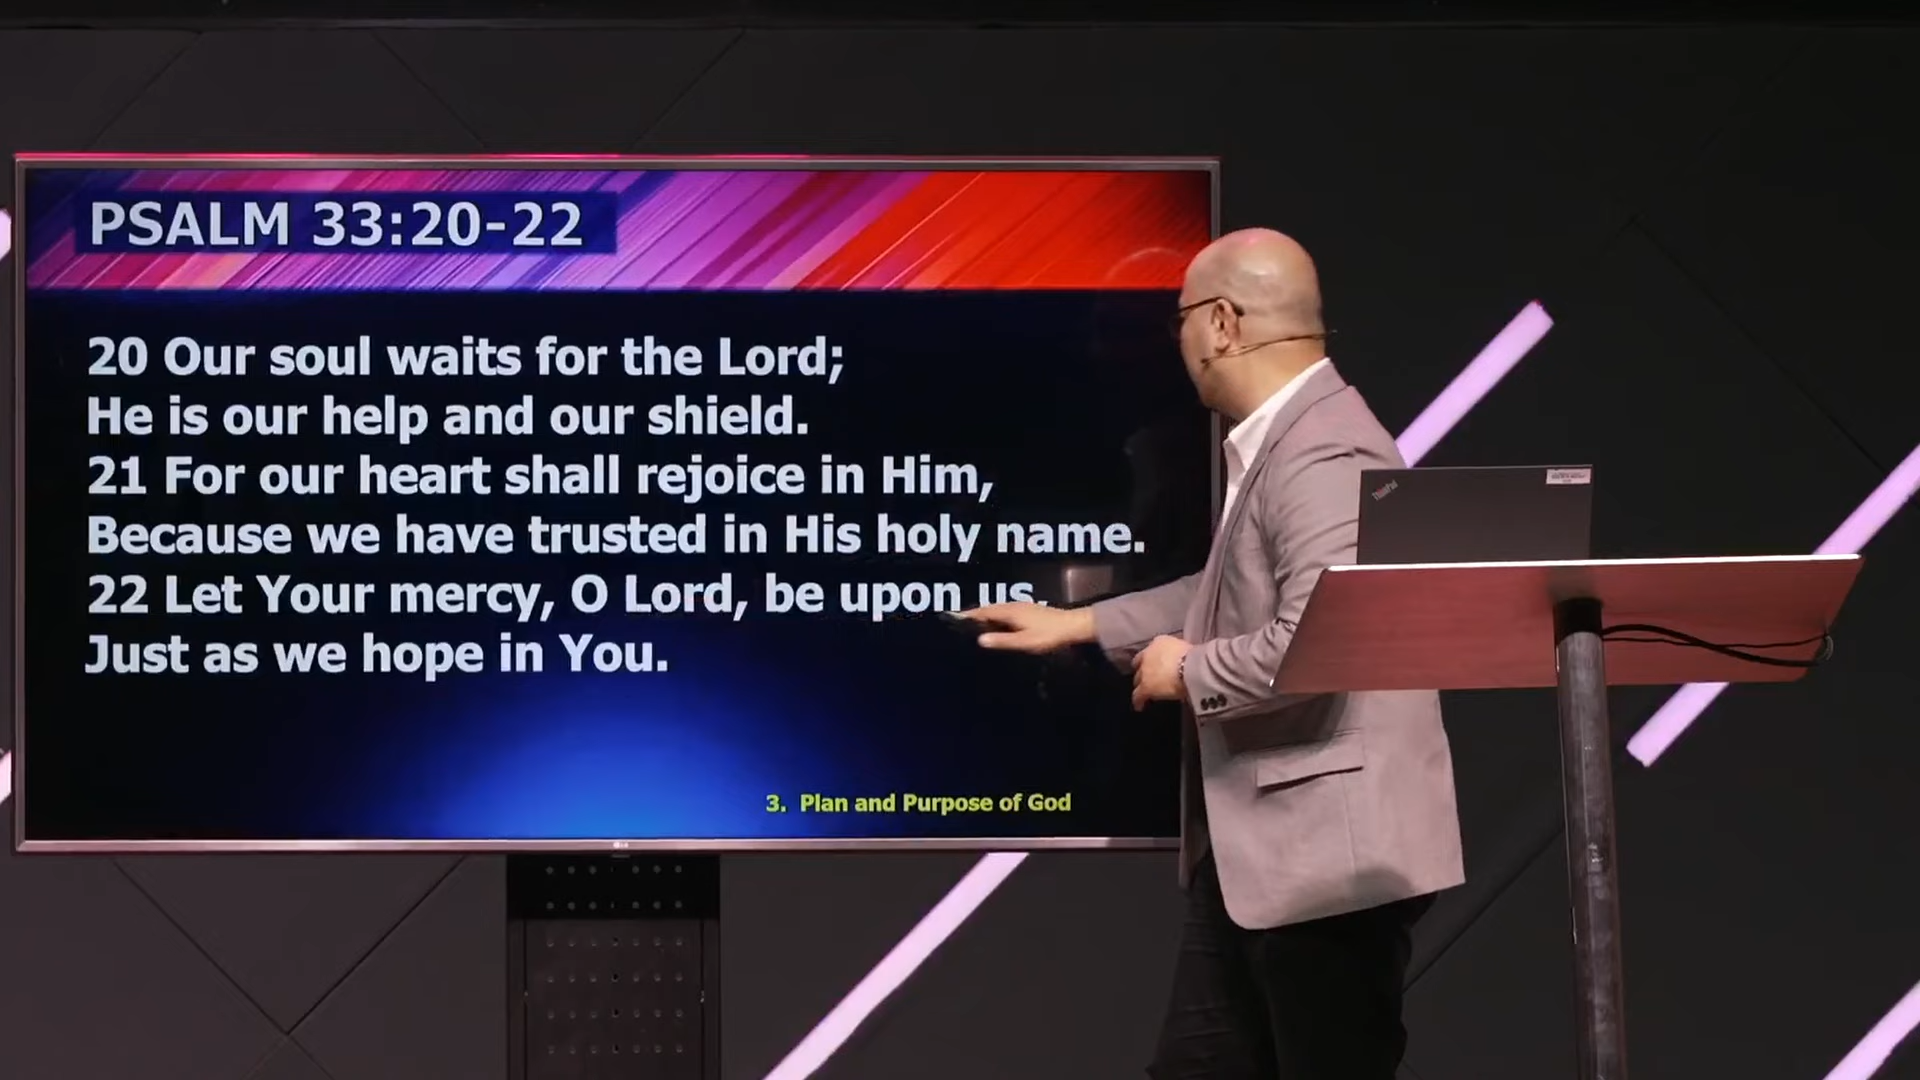 PSALM 33:20-22
20 Our soul waits for the Lord;
He is our help and our shield.
21 For our heart shall rejoice in Him,
Because we have trusted in His holy name.
22 Let Your mercy, O Lord, be upon us,
Just as we hope in You.
3. Plan and Purpose of God
LG
ThinkPad